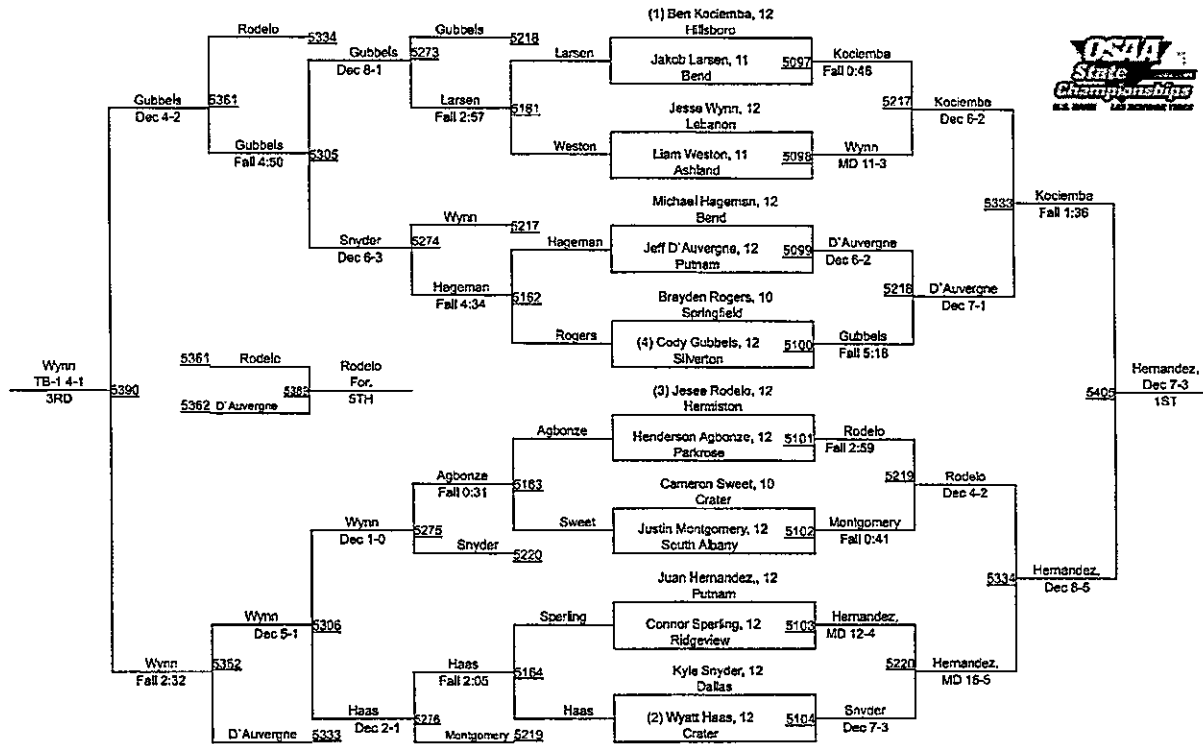 OSAA
State
Championships
(1) Ben Kociemba, 12
Hillsboro
Jakob Larsen, 11
Bend
5097
Jesse Wynn, 12
Lebanon
Liam Weston, 11
Ashland
5098
Michael Hageman, 12
Bend
Jeff D'Auvergne, 12
Putnam
5099
Brayden Rogers, 10
Springfield
(4) Cody Gubbels, 12
Silverton
5100
(3) Jesee Rodelo, 12
Hermiston
Henderson Agbonze, 12
Parkrose
5101
Cameron Sweet, 10
Crater
Justin Montgomery, 12
South Albany
5102
Juan Hernandez,, 12
Putnam
Connor Sperling, 12
Ridgeview
5103
Kyle Snyder, 12
Dallas
(2) Wyatt Haas, 12
Crater
5104
Kociemba
Fall 0:46
5217
Wynn
MD 11-3
D'Auvergne
Dec 6-2
5218
Gubbels
Fall 5:18
Rodelo
Fall 2:59
5219
Montgomery
Fall 0:41
Hernandez,
MD 12-4
5220
Snyder
Dec 7-3
Kociemba
Dec 6-2
5333
D'Auvergne
Dec 7-1
Rodelo
Dec 4-2
5334
Hernandez,
MD 16-5
Kociemba
Fall 1:36
5405
Hernandez,
Dec 8-5
Hernandez,
Dec 7-3
1ST
Larsen
5161
Weston
Hageman
5162
Rogers
Agbonze
5163
Sweet
Sperling
5164
Haas
Gubbels
5218
5273
Larsen
Fall 2:57
Wynn
5217
5274
Hageman
Fall 4:34
Agbonze
Fall 0:31
5275
Snyder
5220
Haas
Fall 2:05
5276
Montgomery
5219
Gubbels
Dec 8-1
5305
Snyder
Dec 6-3
Wynn
Dec 1-0
5306
Haas
Dec 2-1
Rodelo
5334
5361
Gubbels
Fall 4:50
Wynn
Dec 5-1
5362
D'Auvergne
5333
Gubbels
Dec 4-2
5390
Wynn
Fall 2:32
Wynn
TB-1 4-1
3RD
5361
Rodelo
5389
5362
D'Auvergne
Rodelo
For.
5TH